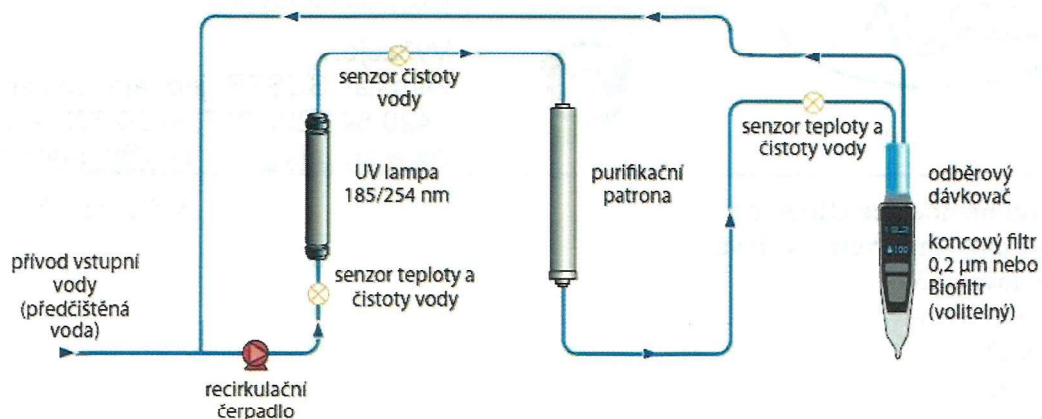 senzor čistoty
vody
UV lampa
185/254 nm
purifikační
patrona
senzor teploty a
čistoty vody
odběrový
dávkovač
koncový filtr
0,2 µm nebo
Biofiltr
(volitelný)
přívod vstupní
vody
(předčištěná
voda)
senzor teploty a
čistoty vody
recirkulační
čerpadlo